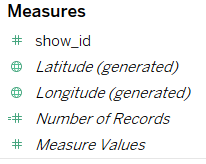 Measures
show_id
Latitude (generated)
Longitude (generated)
Number of Records
Measure Values